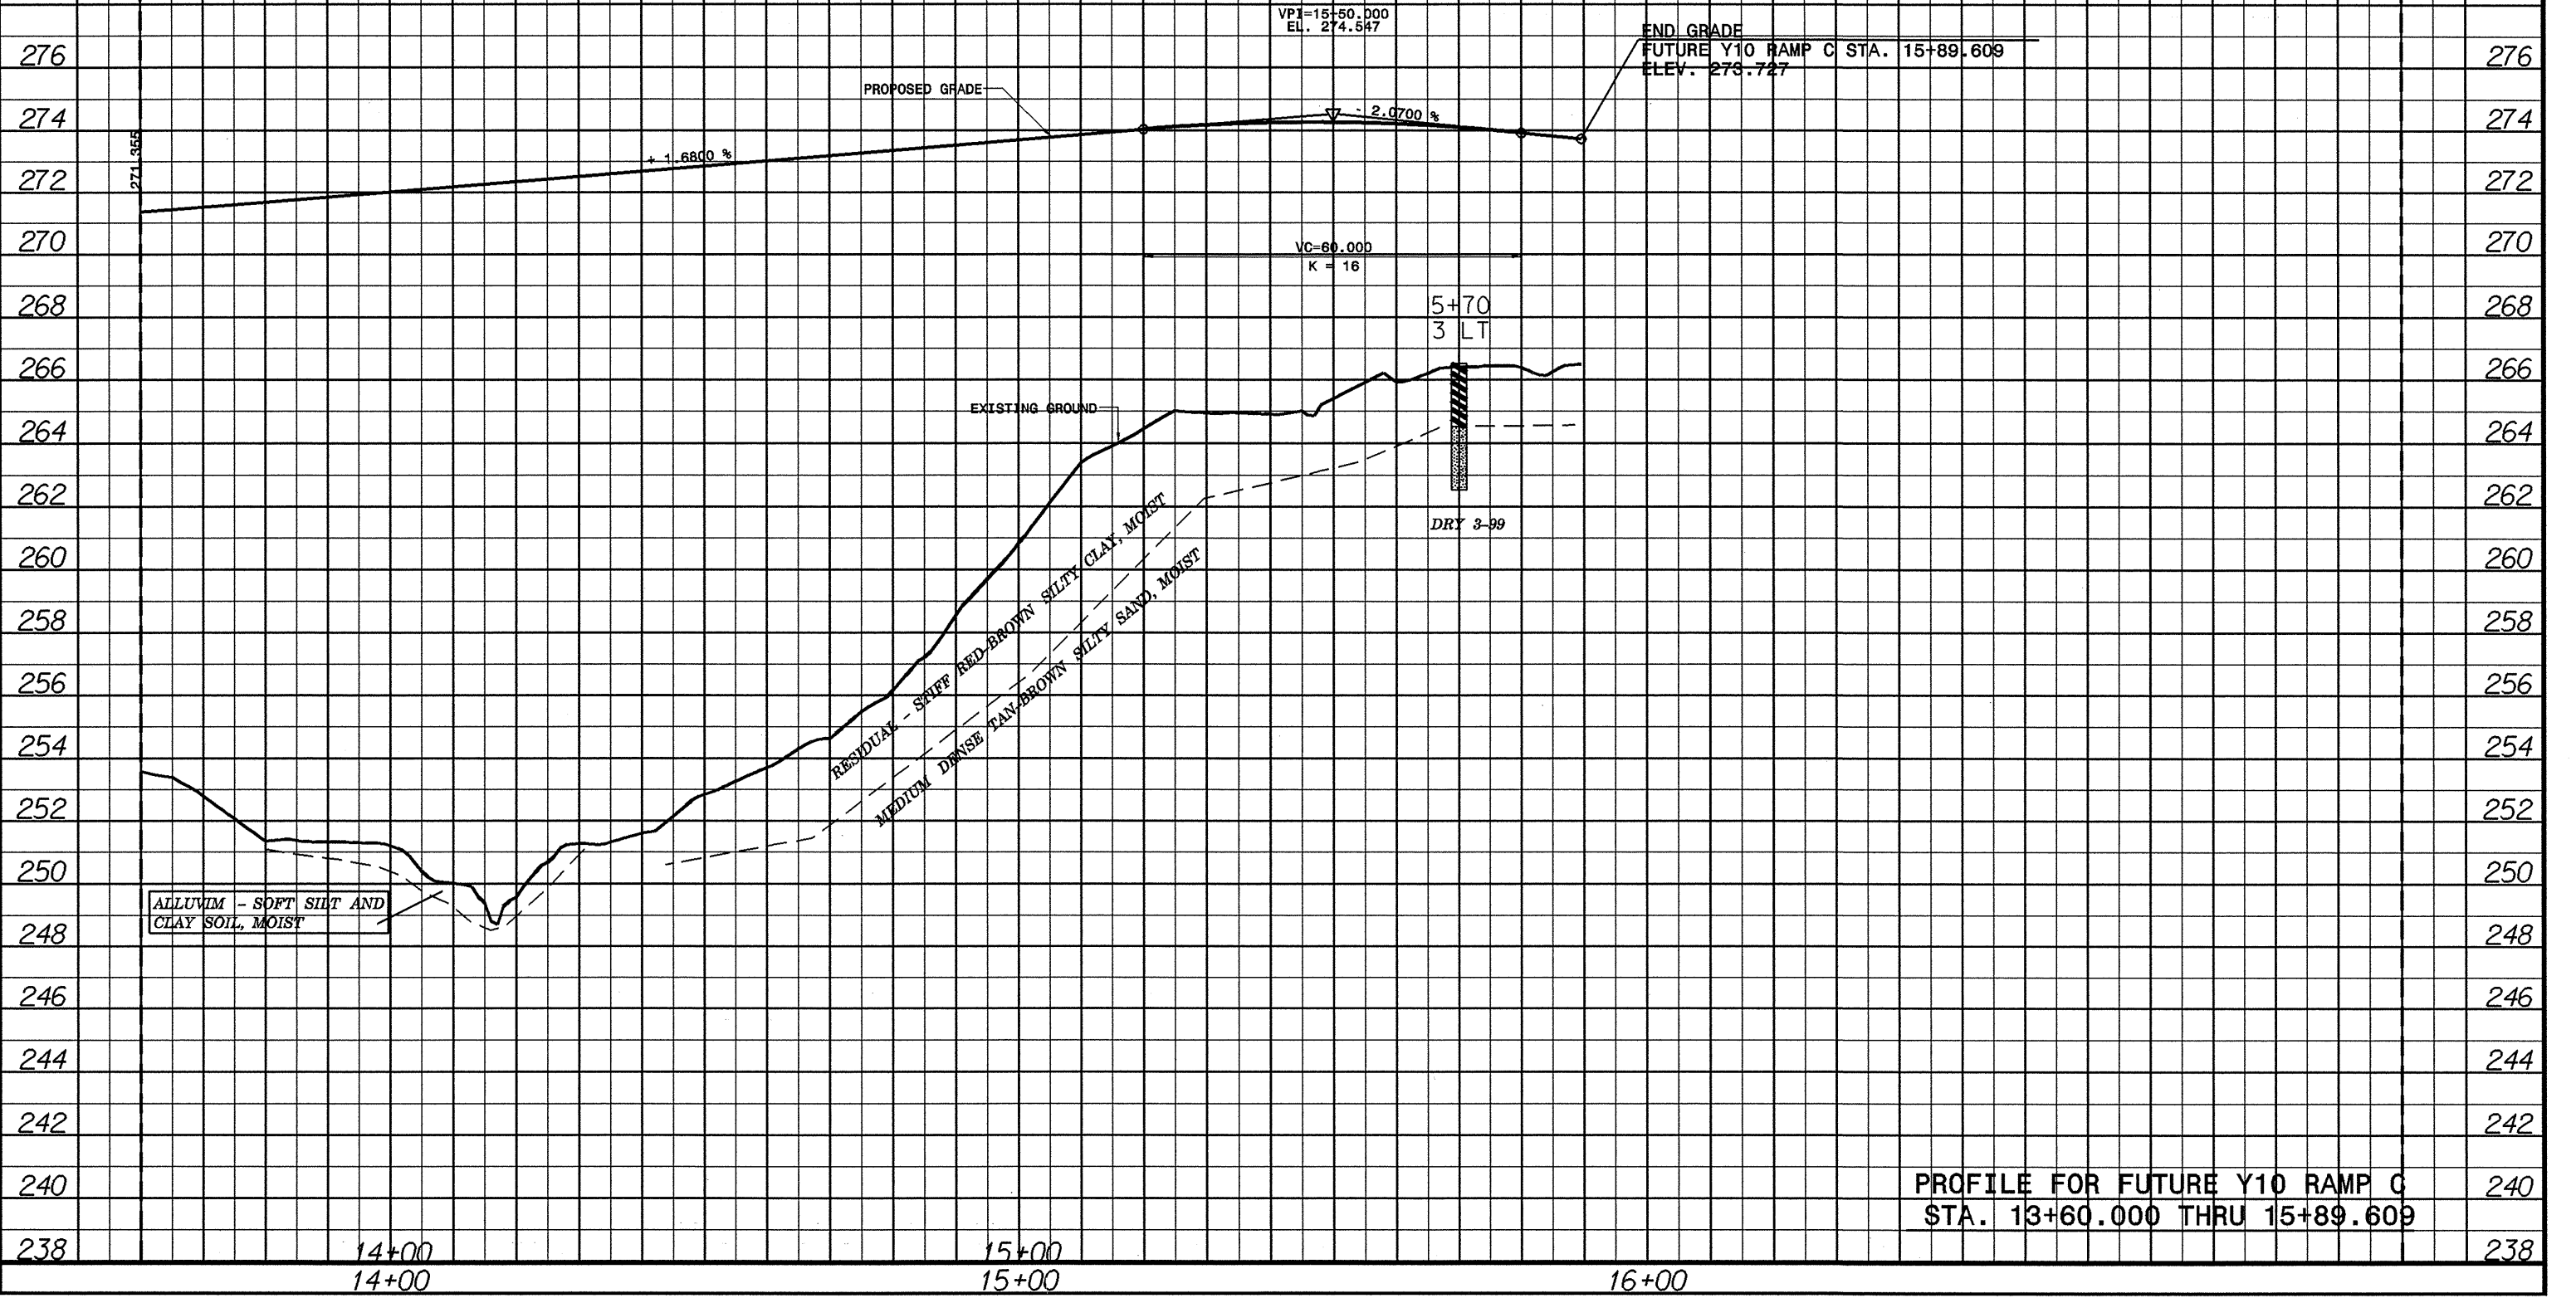 VPI=15+50.000
EL. 274.547
END GRADE
FUTURE Y10 RAMP C STA. 15+89.609
ELEV. 273.727
276 276
PROPOSED GRADE
274 274
- 2.0700 %
271.355
+ 1.6800 %
272 272
270 270
VC=60.000
K = 16
268 268
5+70
3 LT
266 266
EXISTING GROUND
264 264
262 262
DRY 3-99
RESIDUAL - STIFF RED-BROWN SILTY CLAY, MOIST
MEDIUM DENSE TAN-BROWN SILTY SAND, MOIST
260 260
258 258
256 256
254 254
252 252
250 250
ALLUVIM - SOFT SILT AND
CLAY SOIL, MOIST
248 248
246 246
244 244
242 242
240 240
PROFILE FOR FUTURE Y10 RAMP C
STA. 13+60.000 THRU 15+89.609
238 14+00 15+00 238
14+00 15+00 16+00